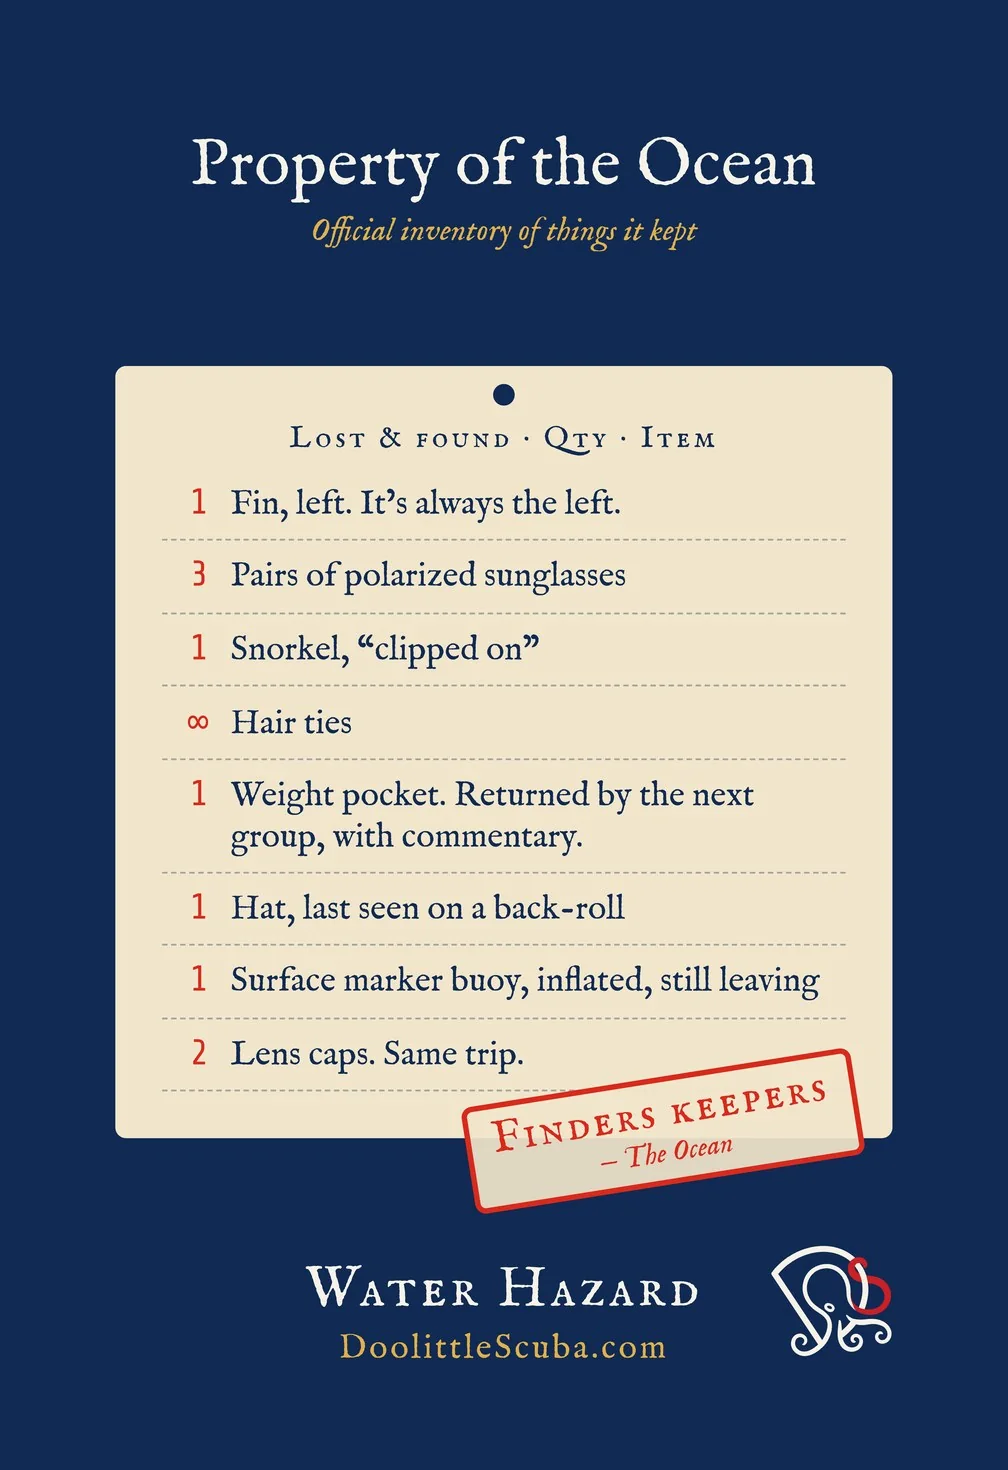 Property of the Ocean
Official inventory of things it kept
Lost & found · Qty · Item
1 Fin, left. It’s always the left.
3 Pairs of polarized sunglasses
1 Snorkel, “clipped on”
∞ Hair ties
1 Weight pocket. Returned by the next
group, with commentary.
1 Hat, last seen on a back-roll
1 Surface marker buoy, inflated, still leaving
2 Lens caps. Same trip.
Finders keepers
– The Ocean
Water Hazard
DoolittleScuba.com